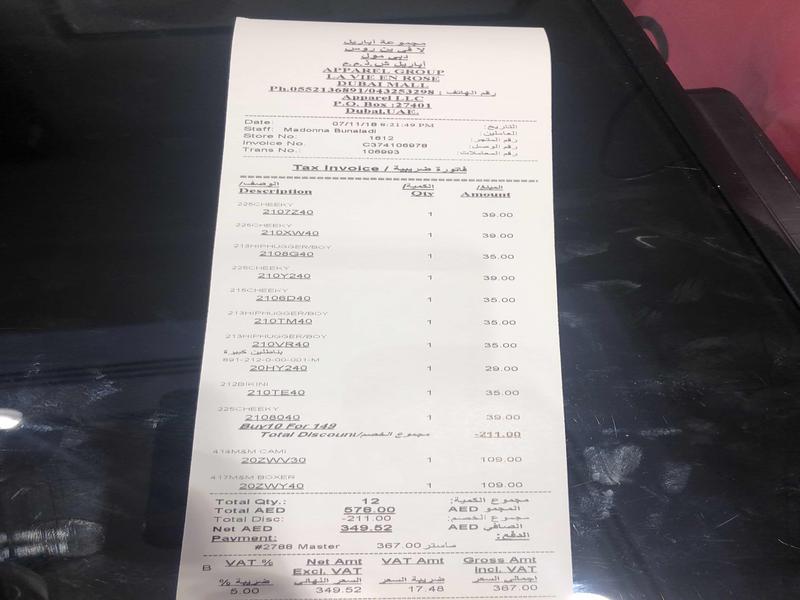 مجموعة أباريل
لا في ين روس
دبي مول
أباريل ش.ذ.م.م
APPAREL GROUP
LA VIE EN ROSE
DUBAI MALL
Ph.0552136891/043253298 : رقم الهاتف
Apparel LLC
P.O. Box :27401
Dubai,UAE.
Date: 07/11/18 8:21:49 PM التاريخ:
Staff: Madonna Bunaladi العاملين:
Store No: 1812 رقم المتجر:
Invoice No. C374106978 رقم الوصل:
Trans No.: 106993 رقم المعاملات:
Tax Invoice / فاتورة ضريبية
الوصف/ الكمية/ المبلغ/
Description Qty Amount
225CHEEKY
2107Z40 1 39.00
225CHEEKY
210XW40 1 39.00
213HIPHUGGER/BOY
2108G40 1 35.00
225CHEEKY
210Y240 1 39.00
215CHEEKY
2106D40 1 35.00
213HIPHUGGER/BOY
210TM40 1 35.00
213HIPHUGGER/BOY
210VR40 1 35.00
بناطلين كبيرة
891-212-0-00-001-M
20HY240 1 29.00
212BIKINI
210TE40 1 35.00
225CHEEKY
2108040 1 39.00
Buy10 For 149
Total Discount/مجموع الخصم -211.00
414M&M CAMI
20ZWV30 1 109.00
417M&M BOXER
20ZWY40 1 109.00
Total Qty.: 12 مجموع الكمية:
Total AED 578.00 المجمو AED
Total Disc: -211.00 مجموع الخصم:
Net AED 349.52 الصافي AED
Payment: الدفع:
#2788 Master 367.00 ماستر
B VAT % Net Amt VAT Amt Gross Amt
Excl. VAT Incl. VAT
ضريبة % السعر النهائي ضريبة السعر اجمالي السعر
5.00 349.52 17.48 367.00